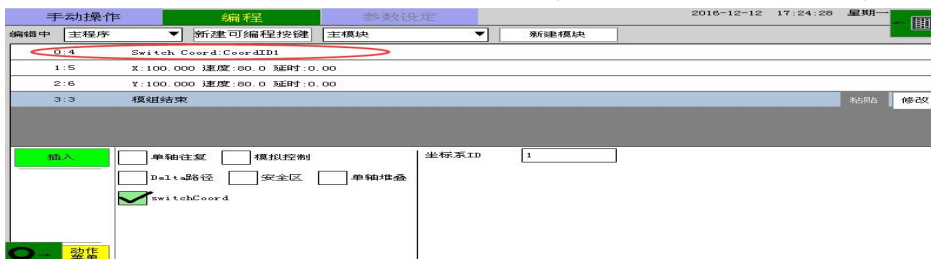 手动操作 编程 参数设定 2016-12-12 17:24:28 星期一
编辑中 主程序 新建可编程按键 主模块 新建模块
0:4 Switch Coord:CoordID1
1:5 X:100.000 速度:80.0 延时:0.00
2:6 Y:100.000 速度:80.0 延时:0.00
3:3 模组结束 粘贴 修改
插入 单轴往复 模拟控制 坐标系ID 1
Delta路径 安全区 单轴堆叠
switchCoord
动作
菜单